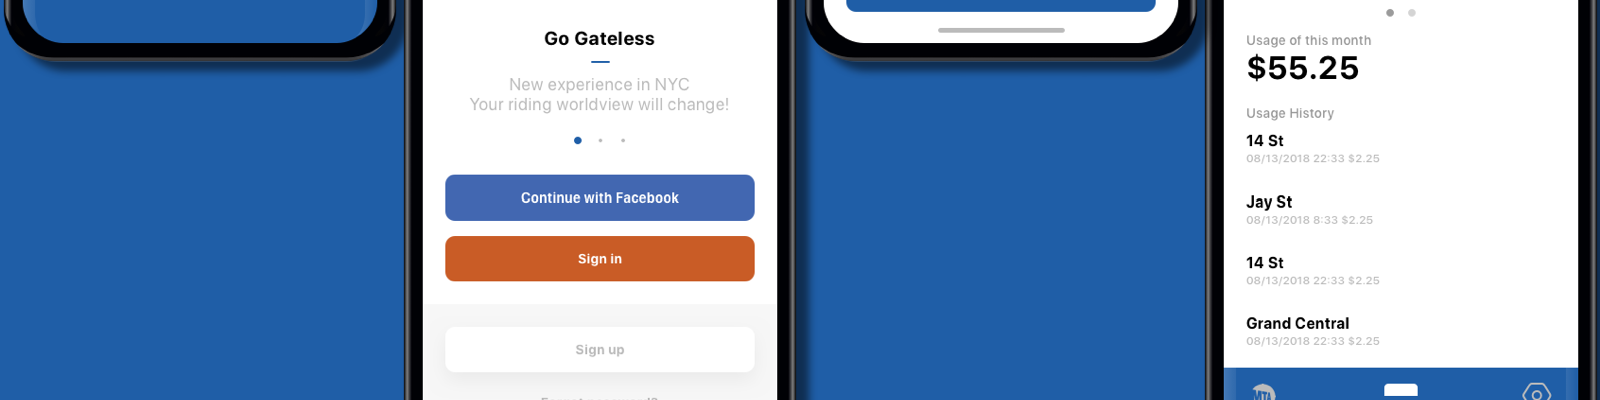 Go Gateless
New experience in NYC
Your riding worldview will change!
Continue with Facebook
Sign in
Sign up
Usage of this month
$55.25
Usage History
14 St
08/13/2018 22:33 $2.25
Jay St
08/13/2018 8:33 $2.25
14 St
08/13/2018 22:33 $2.25
Grand Central
08/13/2018 22:33 $2.25
MTA